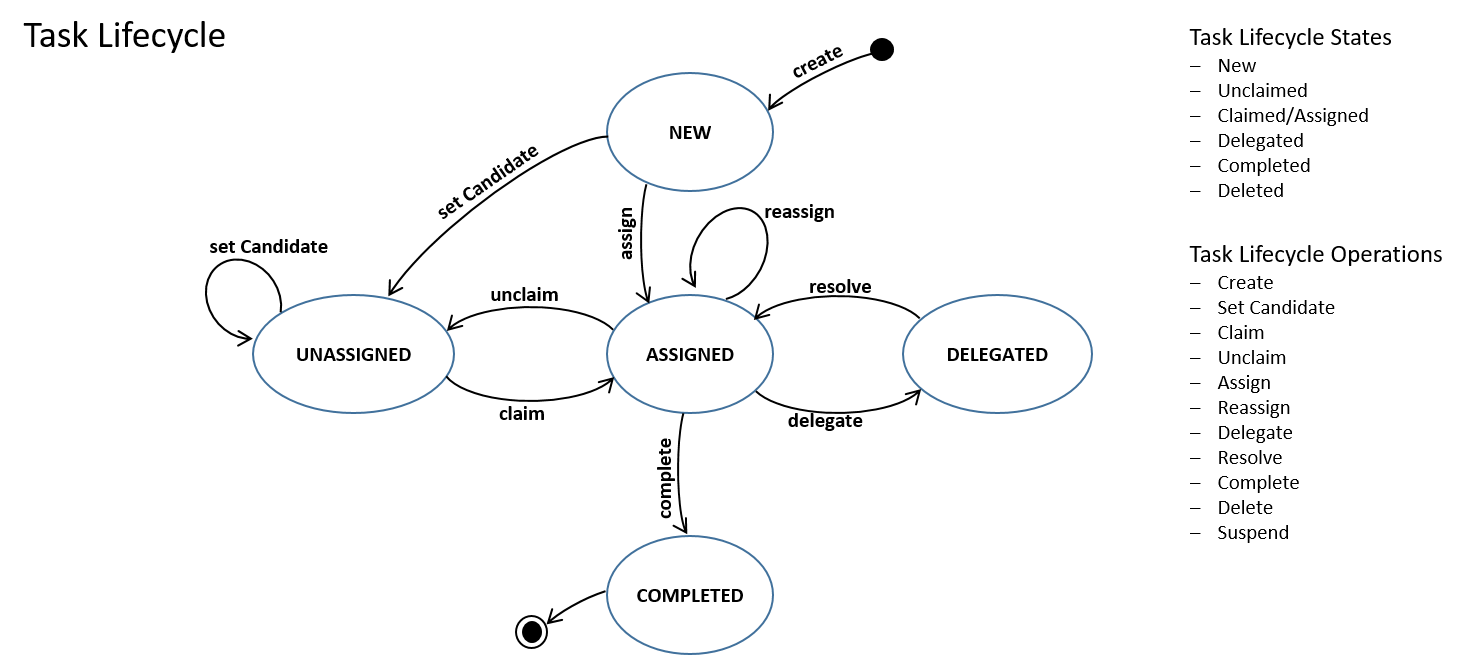 Task Lifecycle
create
NEW
set Candidate
assign
reassign
set Candidate
unclaim
resolve
UNASSIGNED
ASSIGNED
DELEGATED
claim
delegate
complete
COMPLETED
Task Lifecycle States
– New
– Unclaimed
– Claimed/Assigned
– Delegated
– Completed
– Deleted
Task Lifecycle Operations
– Create
– Set Candidate
– Claim
– Unclaim
– Assign
– Reassign
– Delegate
– Resolve
– Complete
– Delete
– Suspend